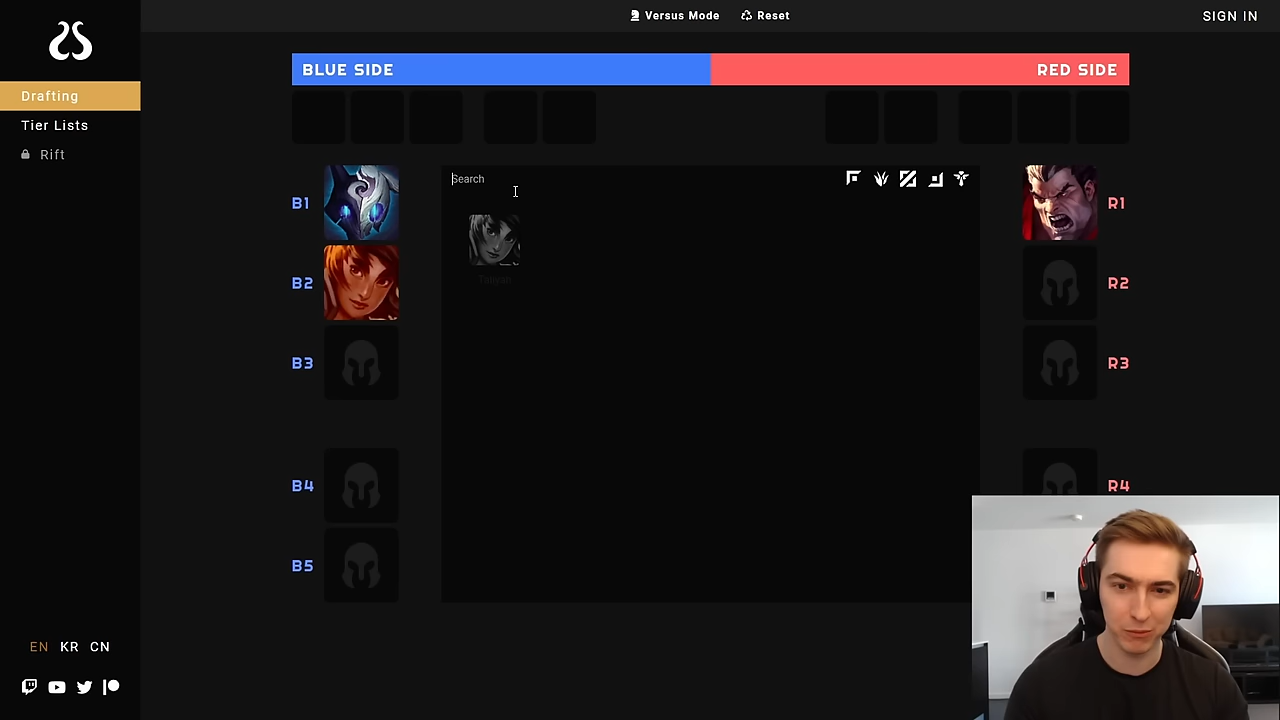 Versus Mode
Reset
SIGN IN
BLUE SIDE
RED SIDE
Drafting
Tier Lists
Rift
Search
B1
R1
B2
R2
Taliyah
B3
R3
B4
R4
B5
EN KR CN